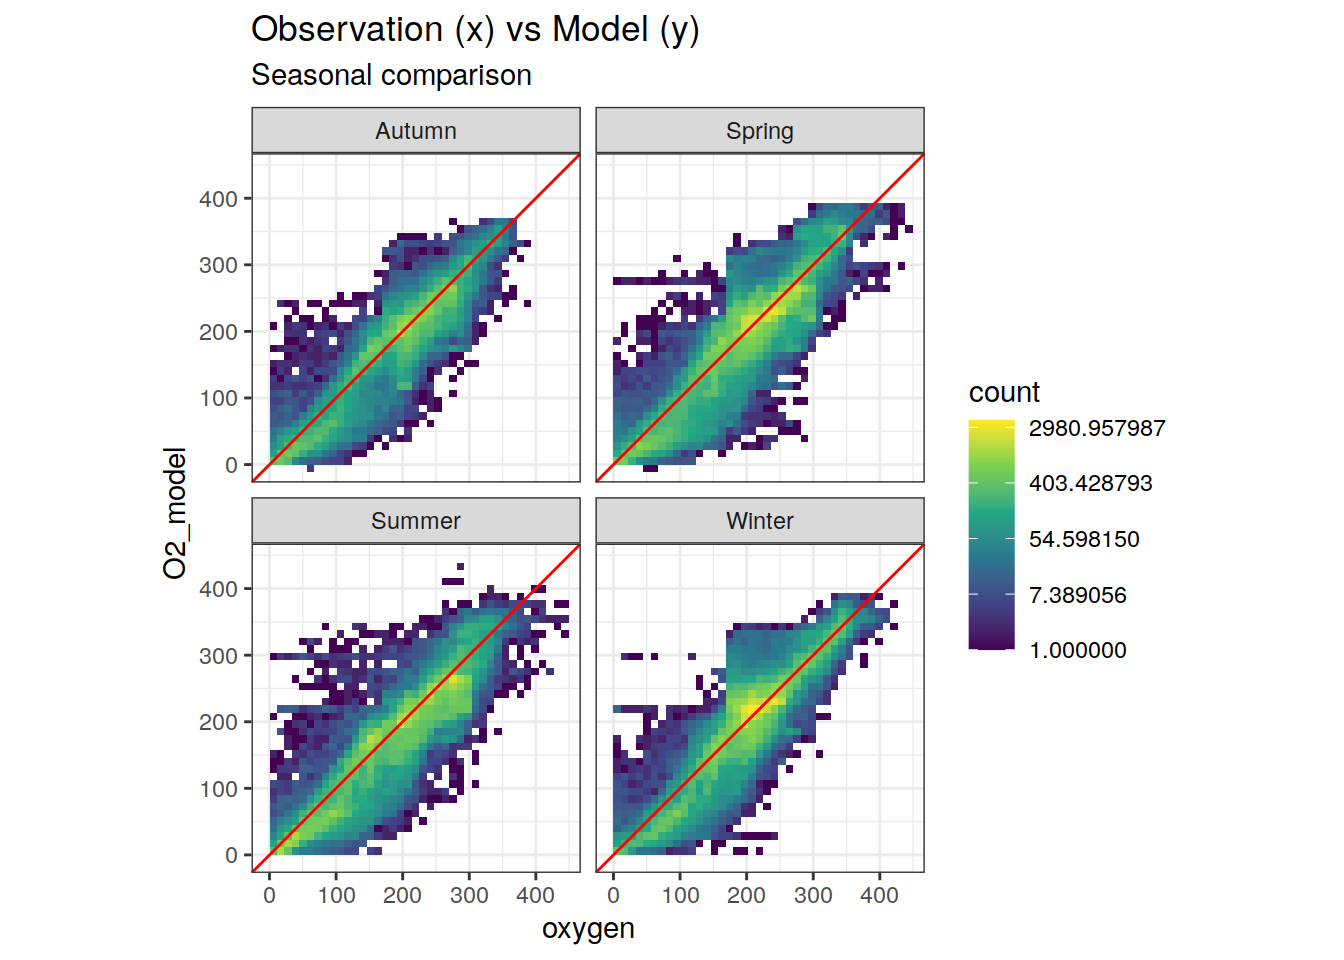 Observation (x) vs Model (y)
Seasonal comparison
Autumn
Spring
400
300
200
100
0
Summer
Winter
400
300
200
100
0
0 100 200 300 400
0 100 200 300 400
oxygen
O2_model
count
2980.957987
403.428793
54.598150
7.389056
1.000000